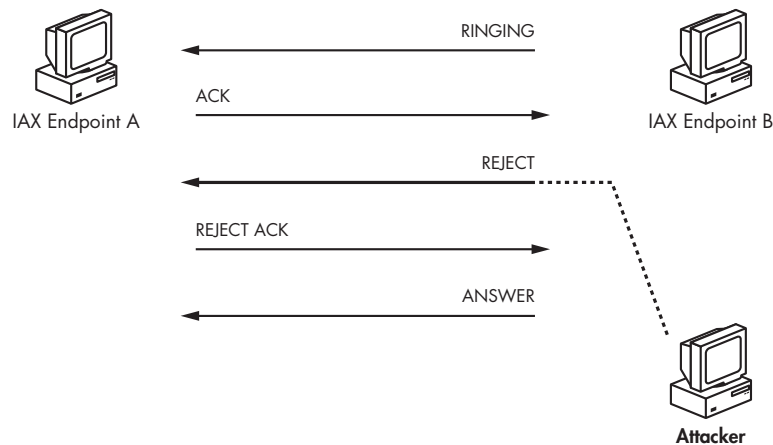 RINGING
ACK
IAX Endpoint A
IAX Endpoint B
REJECT
REJECT ACK
ANSWER
Attacker